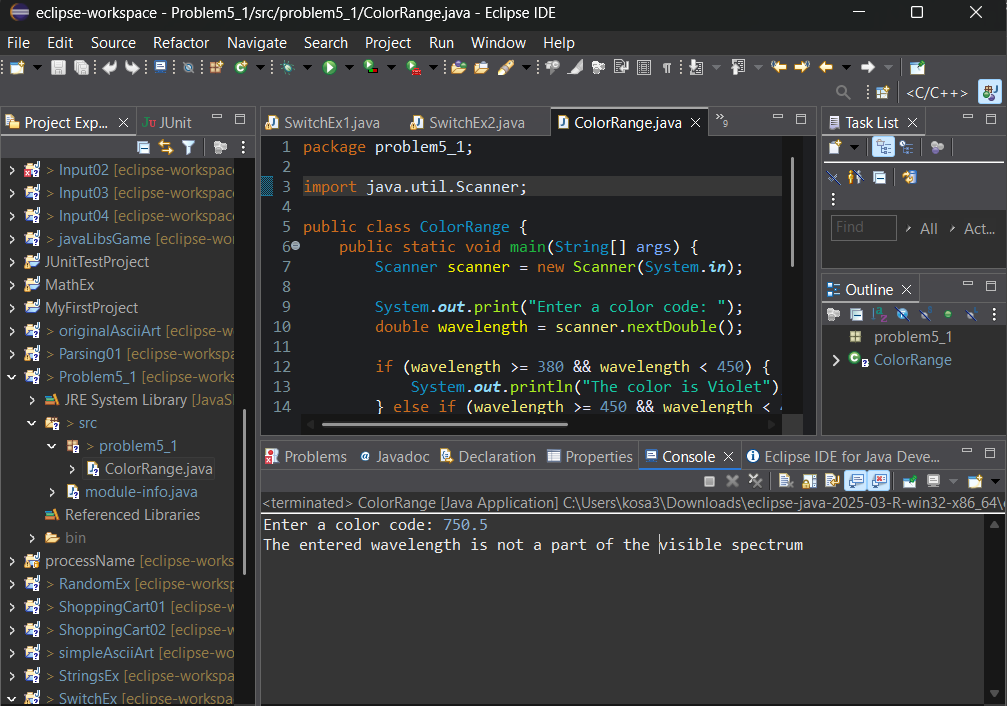 eclipse-workspace - Problem5_1/src/problem5_1/ColorRange.java - Eclipse IDE
File Edit Source Refactor Navigate Search Project Run Window Help
<C/C++>
Project Exp...
JUnit
> Input02 [eclipse-workspac
> Input03 [eclipse-workspac
> Input04 [eclipse-workspac
> javaLibsGame [eclipse-wo
JUnitTestProject
MathEx
MyFirstProject
> originalAsciiArt [eclipse-w
> Parsing01 [eclipse-workspa
> Problem5_1 [eclipse-works
JRE System Library [JavaS
> src
> problem5_1
ColorRange.java
module-info.java
Referenced Libraries
bin
processName [eclipse-works
> RandomEx [eclipse-worksp
> ShoppingCart01 [eclipse-w
> ShoppingCart02 [eclipse-w
> simpleAsciiArt [eclipse-wo
> StringsEx [eclipse-workspa
> SwitchEx [eclipse-workspa
SwitchEx1.java
SwitchEx2.java
ColorRange.java
»9
1 package problem5_1;
2
3 import java.util.Scanner;
4
5 public class ColorRange {
6 public static void main(String[] args) {
7 Scanner scanner = new Scanner(System.in);
8
9 System.out.print("Enter a color code: ");
10 double wavelength = scanner.nextDouble();
11
12 if (wavelength >= 380 && wavelength < 450) {
13 System.out.println("The color is Violet")
14 } else if (wavelength >= 450 && wavelength <
Task List
Find
All
Act...
Outline
problem5_1
ColorRange
Problems
Javadoc
Declaration
Properties
Console
Eclipse IDE for Java Deve...
<terminated> ColorRange [Java Application] C:\Users\kosa3\Downloads\eclipse-java-2025-03-R-win32-x86_64\
Enter a color code: 750.5
The entered wavelength is not a part of the visible spectrum